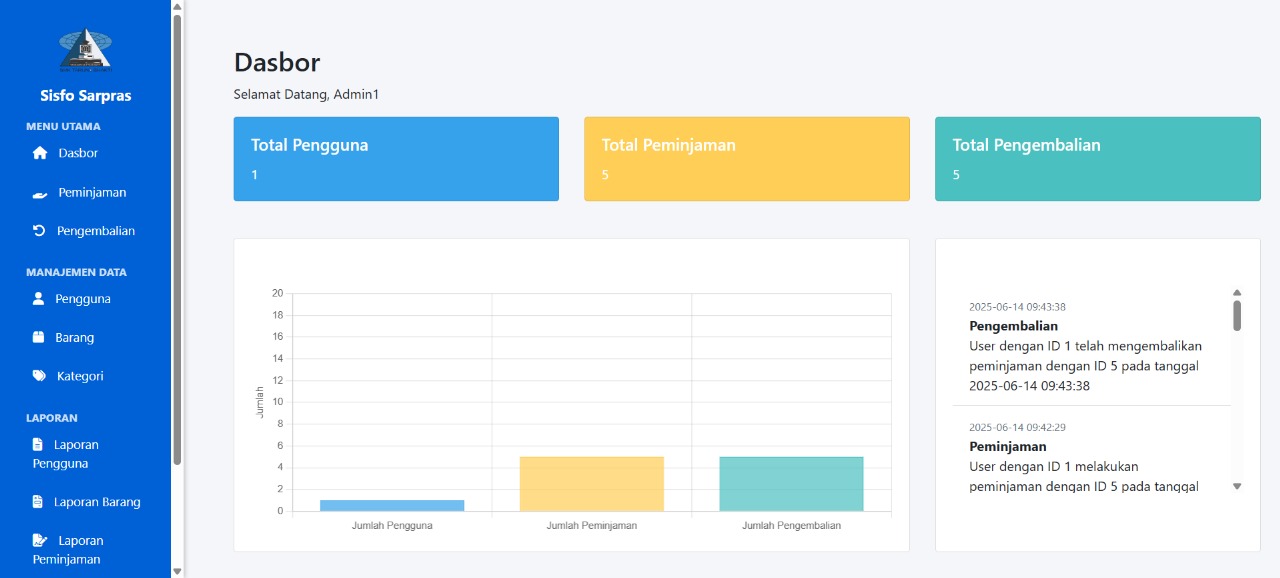 Sisfo Sarpras
MENU UTAMA
Dasbor
Peminjaman
Pengembalian
MANAJEMEN DATA
Pengguna
Barang
Kategori
LAPORAN
Laporan
Pengguna
Laporan Barang
Laporan
Peminjaman
Dasbor
Selamat Datang, Admin1
Total Pengguna
1
Total Peminjaman
5
Total Pengembalian
5
Jumlah
20
18
16
14
12
10
8
6
4
2
0
Jumlah Pengguna
Jumlah Peminjaman
Jumlah Pengembalian
2025-06-14 09:43:38
Pengembalian
User dengan ID 1 telah mengembalikan
peminjaman dengan ID 5 pada tanggal
2025-06-14 09:43:38
2025-06-14 09:42:29
Peminjaman
User dengan ID 1 melakukan
peminjaman dengan ID 5 pada tanggal